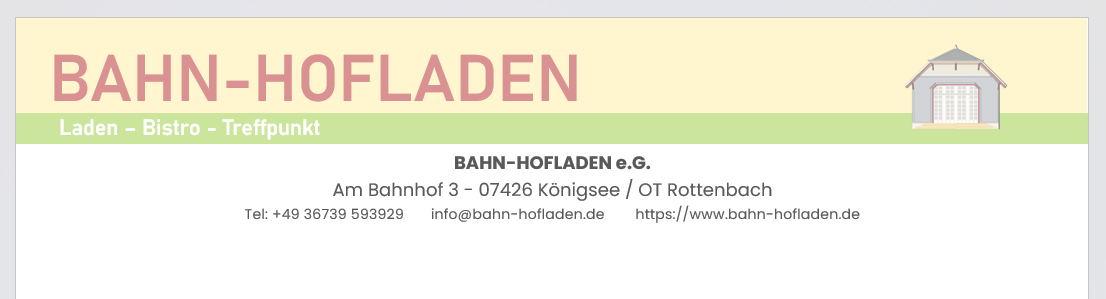 BAHN-HOFLADEN
Laden – Bistro - Treffpunkt
BAHN-HOFLADEN e.G.
Am Bahnhof 3 - 07426 Königsee / OT Rottenbach
Tel: +49 36739 593929 info@bahn-hofladen.de https://www.bahn-hofladen.de